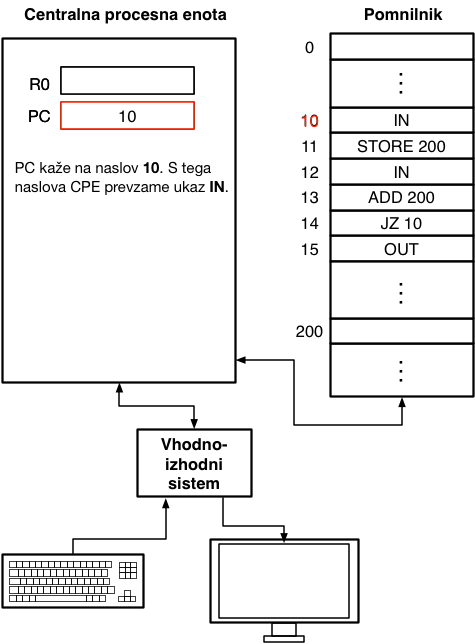 Centralna procesna enota
R0
PC
10
PC kaže na naslov 10. S tega
naslova CPE prevzame ukaz IN.
Pomnilnik
0
10 IN
11 STORE 200
12 IN
13 ADD 200
14 JZ 10
15 OUT
200
Vhodno-
izhodni
sistem